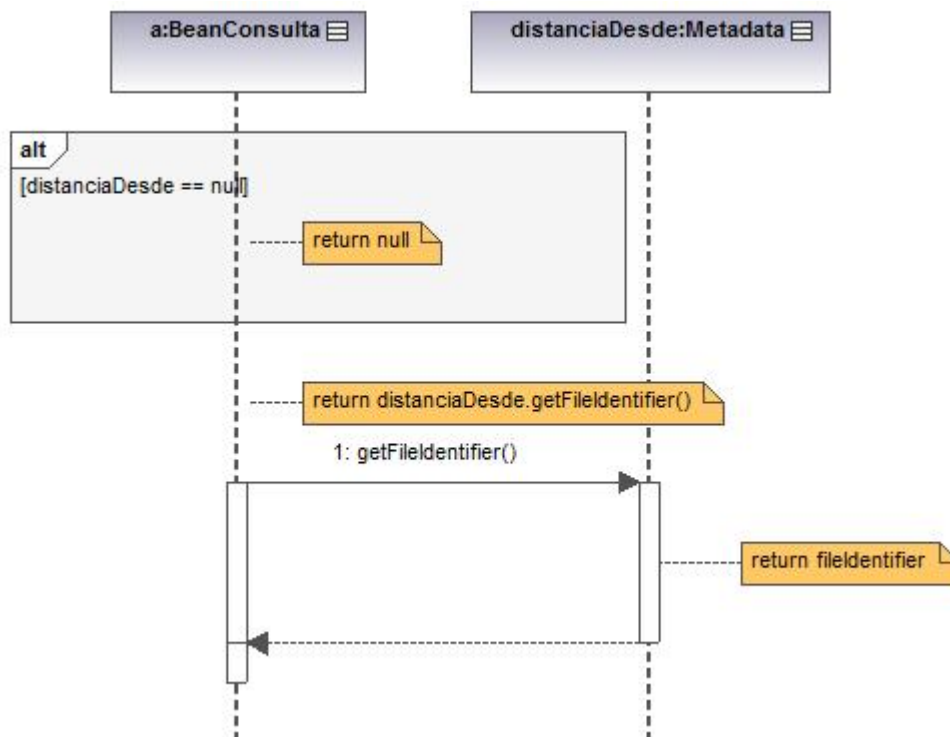 a:BeanConsulta
distanciaDesde:Metadata
alt
[distanciaDesde == null]
return null
return distanciaDesde.getFileIdentifier()
1: getFileIdentifier()
return fileIdentifier